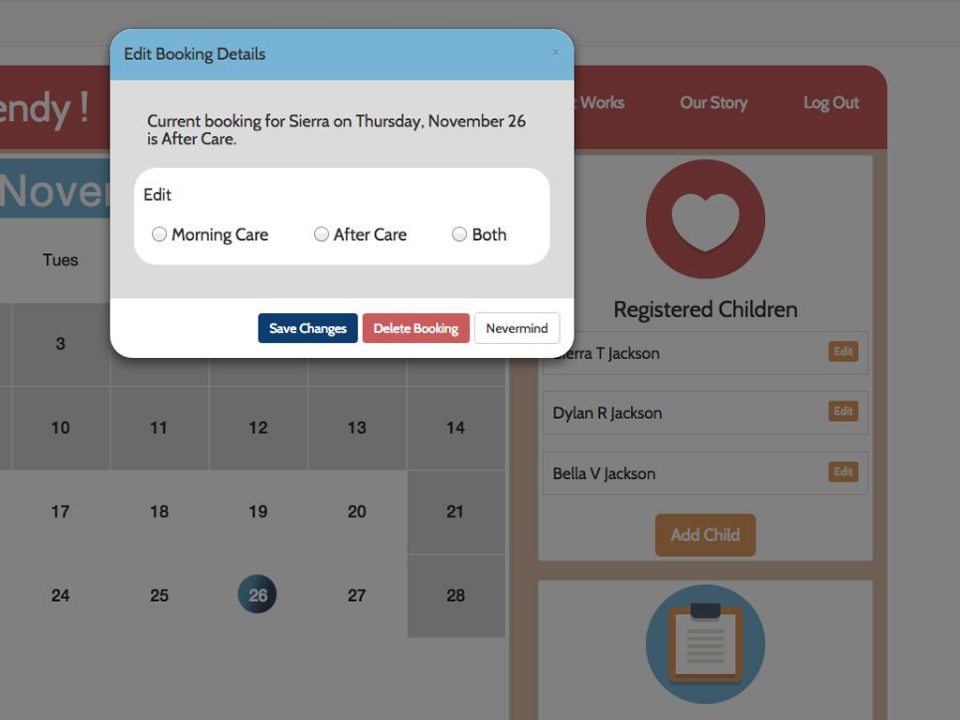 Edit Booking Details ×
endy !
Works
Our Story
Log Out
Current booking for Sierra on Thursday, November 26
is After Care.
Edit
Morning Care
After Care
Both
Save Changes
Delete Booking
Nevermind
Tues
3
10 11 12 13 14
17 18 19 20 21
24 25 26 27 28
Registered Children
T Jackson Edit
Dylan R Jackson Edit
Bella V Jackson Edit
Add Child